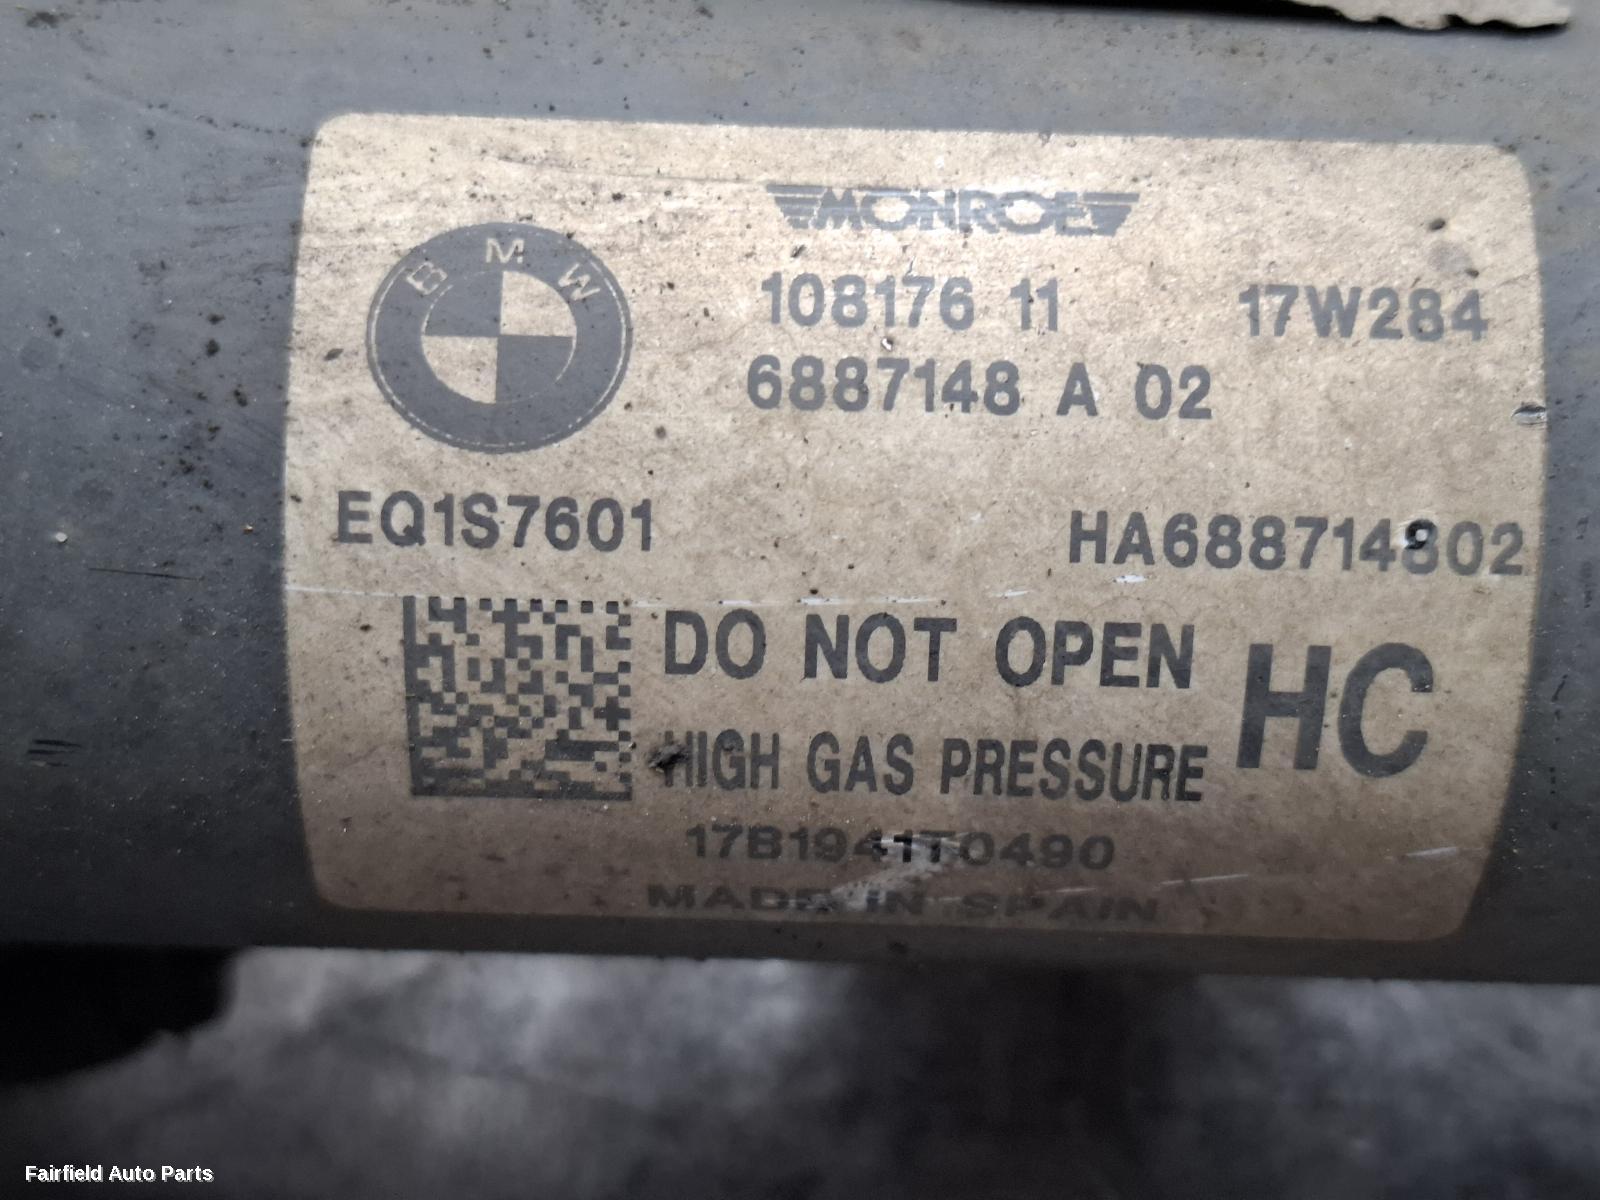 MONROE
BMW
108176 11 17W284
6887148 A 02
EQ1S7601 HA688714802
DO NOT OPEN HC
HIGH GAS PRESSURE
17B1941T0490
MADE IN SPAIN
Fairfield Auto Parts